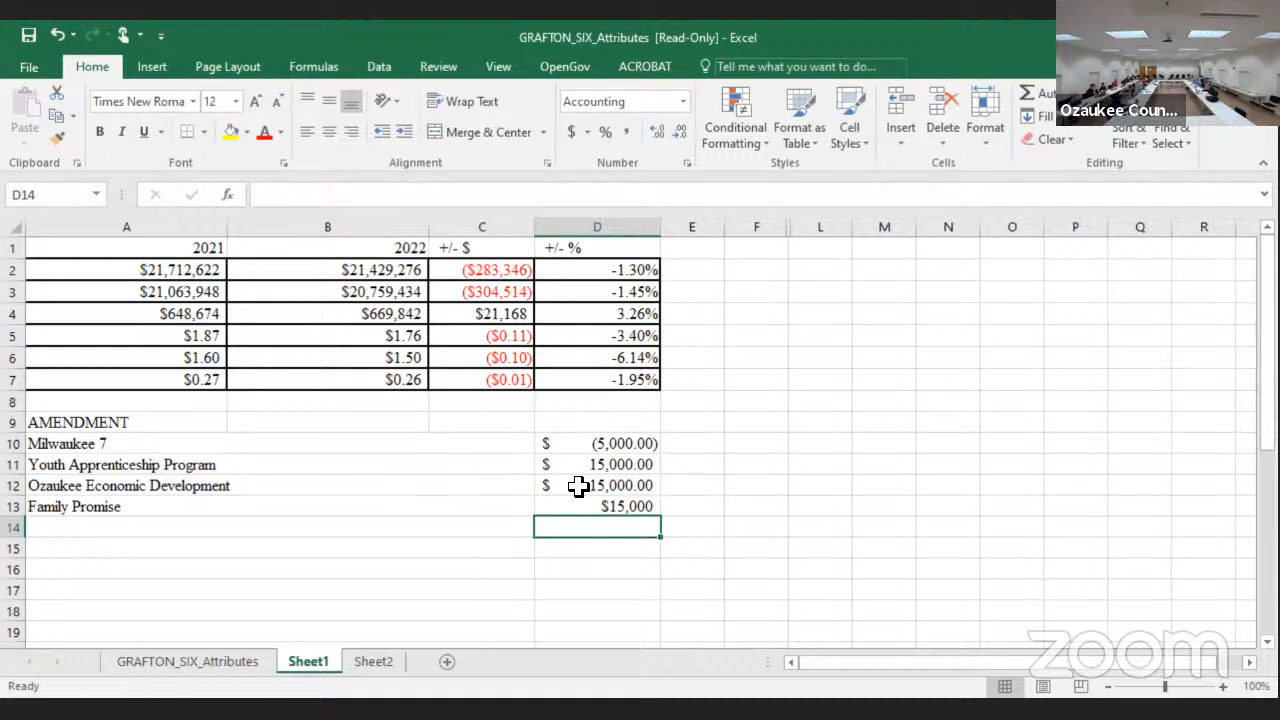 GRAFTON_SIX_Attributes [Read-Only] - Excel
File Home Insert Page Layout Formulas Data Review View OpenGov ACROBAT Tell me what you want to do...
Ozaukee Coun...
Times New Roma 12 Wrap Text Accounting
Paste B I U Merge & Center $ % , Conditional Formatting Format as Table Cell Styles Insert Delete Format Fill Clear Sort & Filter Find & Select
Clipboard Font Alignment Number Styles Cells Editing
D14 fx
A B C D E F L M N O P Q R
1 2021 2022 +/- $ +/- %
2 $21,712,622 $21,429,276 ($283,346) -1.30%
3 $21,063,948 $20,759,434 ($304,514) -1.45%
4 $648,674 $669,842 $21,168 3.26%
5 $1.87 $1.76 ($0.11) -3.40%
6 $1.60 $1.50 ($0.10) -6.14%
7 $0.27 $0.26 ($0.01) -1.95%
8
9 AMENDMENT
10 Milwaukee 7 $ (5,000.00)
11 Youth Apprenticeship Program $ 15,000.00
12 Ozaukee Economic Development $ 15,000.00
13 Family Promise $15,000
14
15
16
17
18
19
zoom
GRAFTON_SIX_Attributes Sheet1 Sheet2
Ready 100%